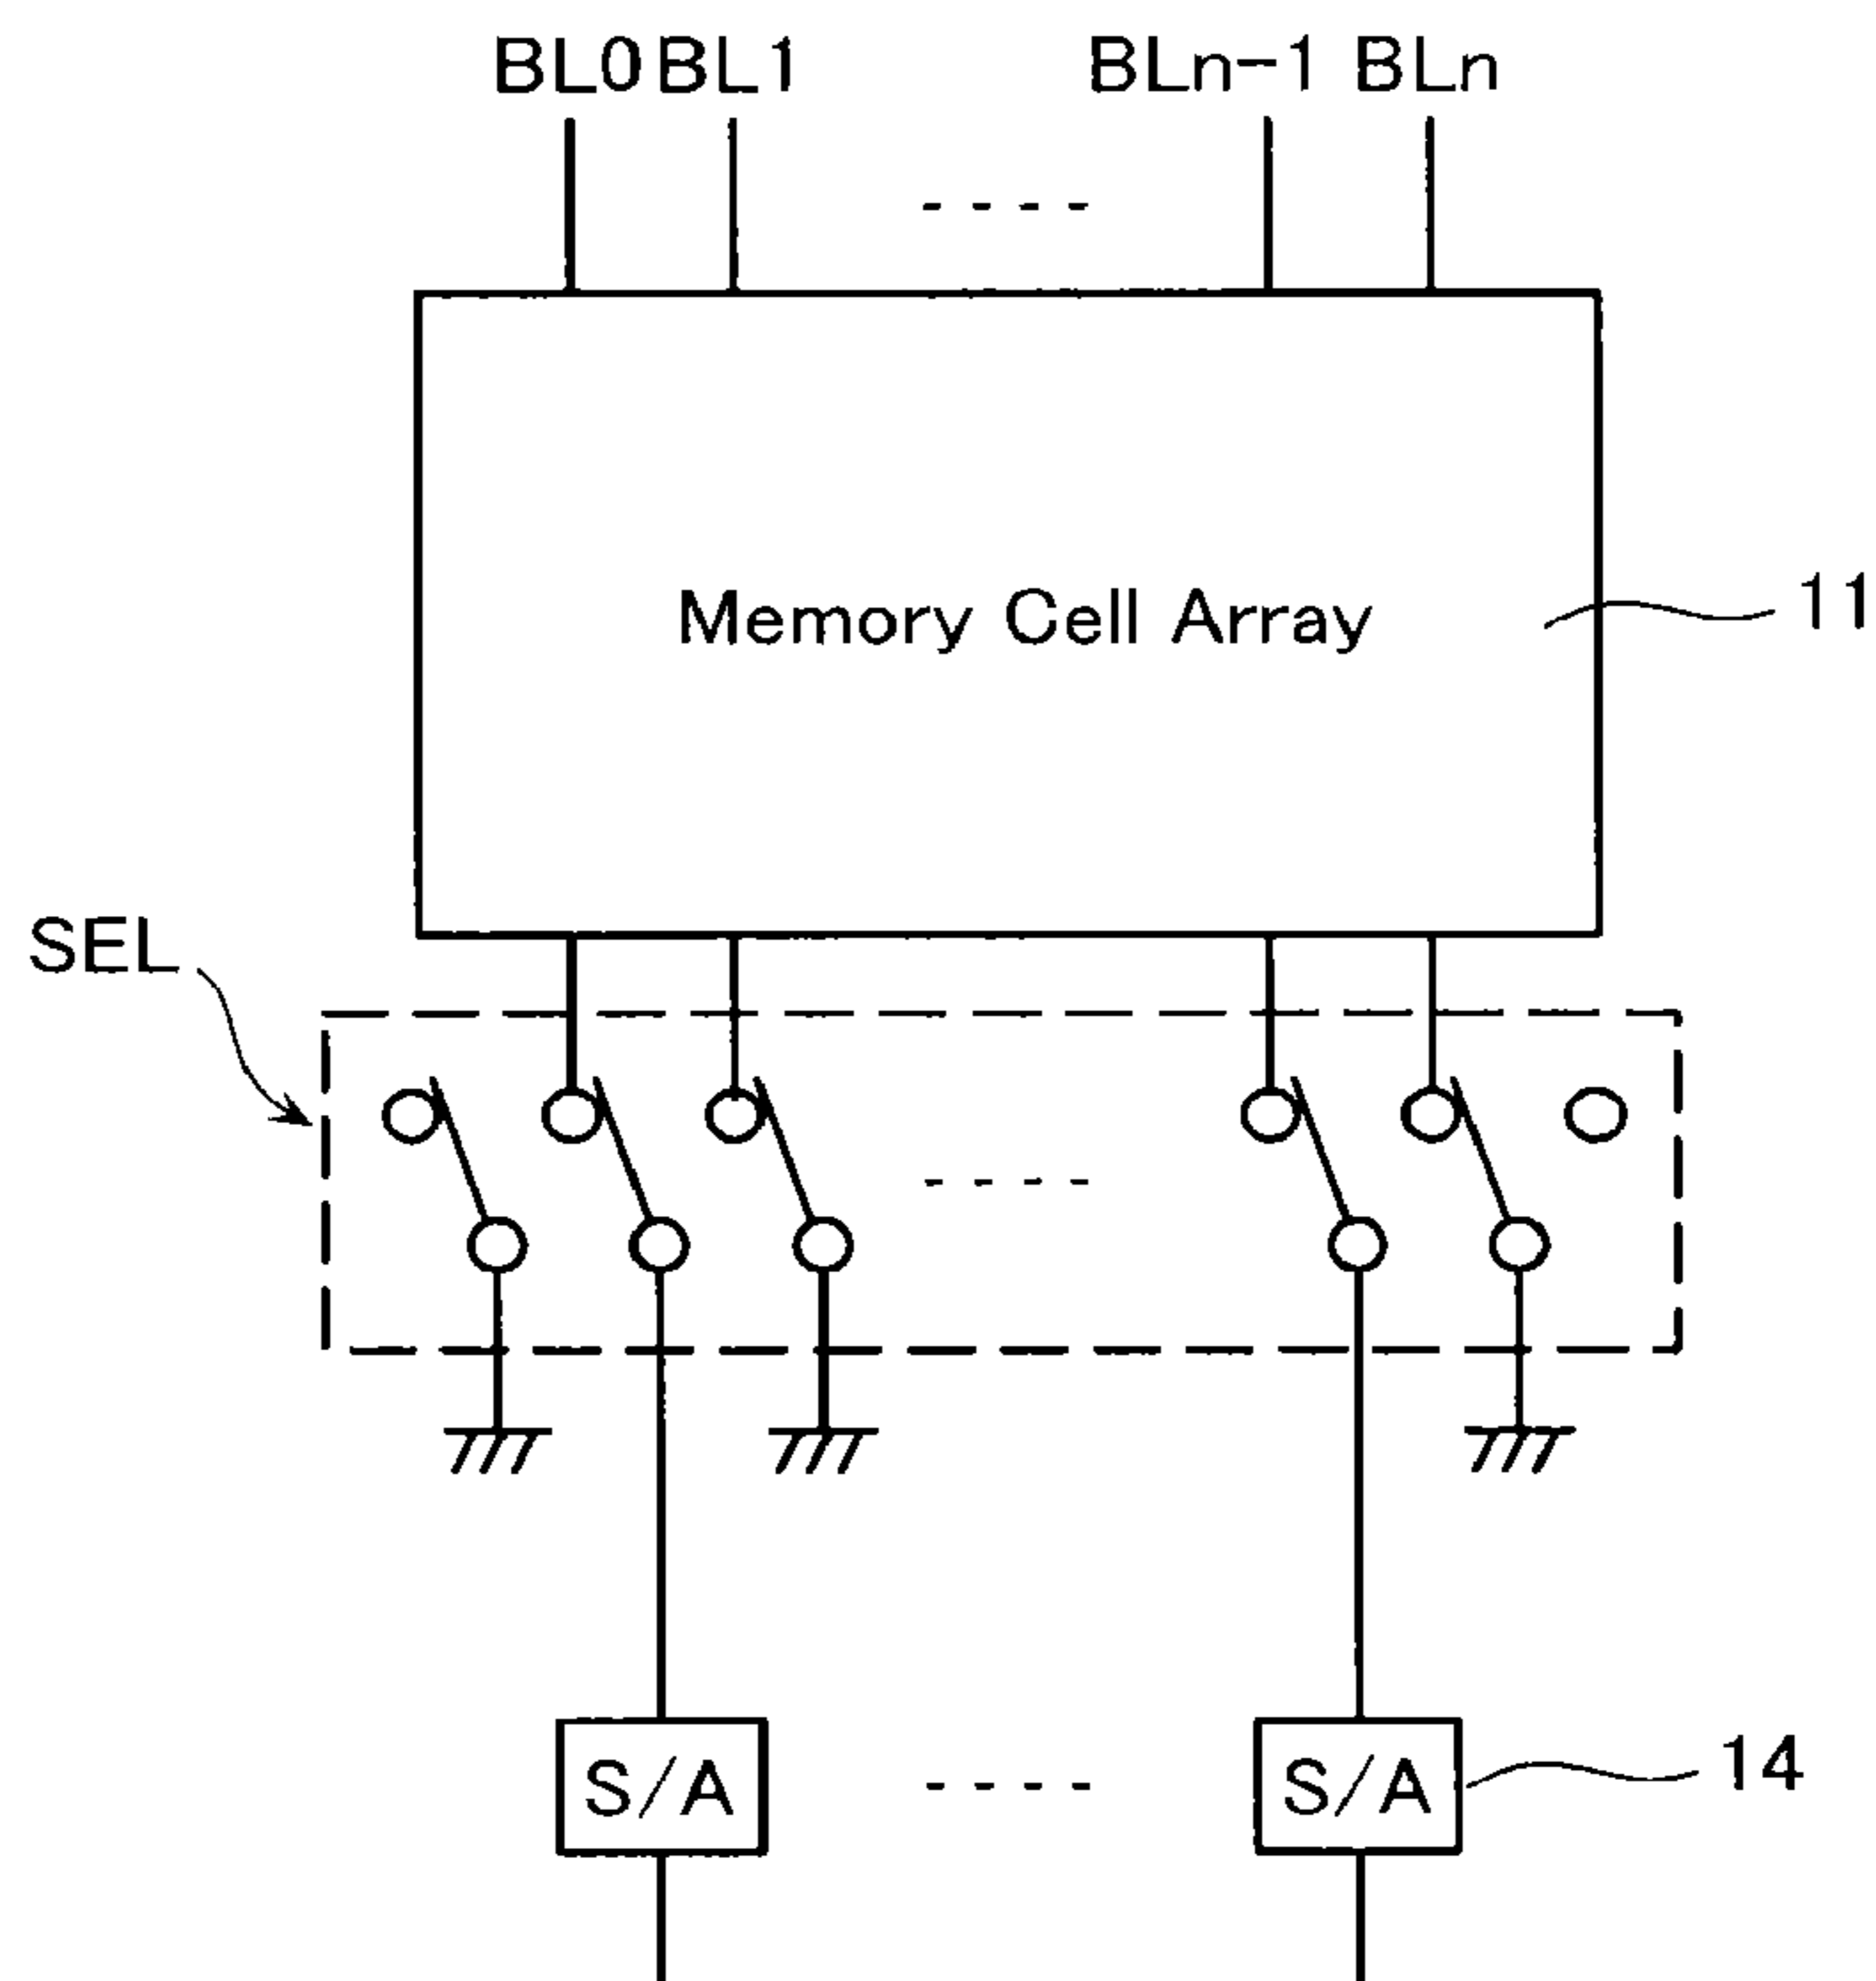 BL0 BL1 BLn-1 BLn
Memory Cell Array
11
SEL
S/A S/A
14